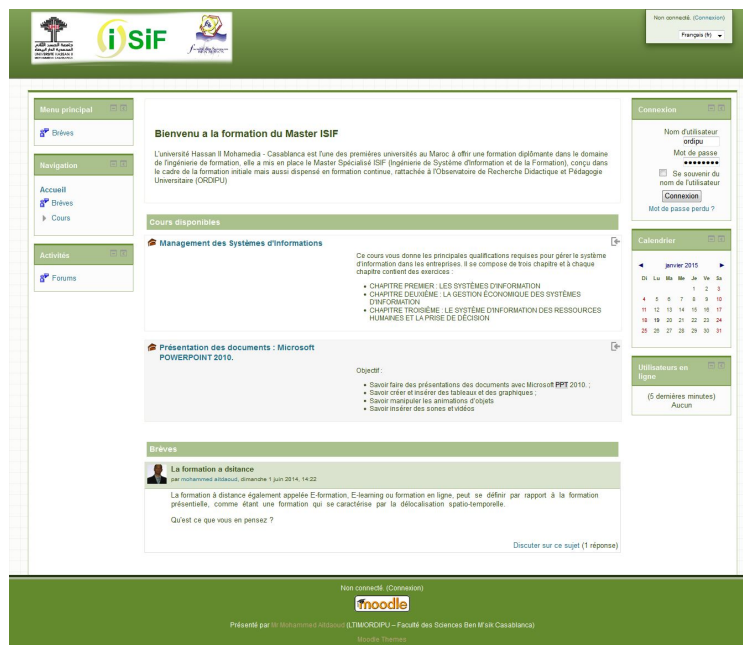 Non connecté. (Connexion)
Français (fr)
(i)SiF
Menu principal
Brèves
Navigation
Accueil
Brèves
Cours
Activités
Forums
Bienvenu a la formation du Master ISIF
L'université Hassan II Mohamedia - Casablanca est l'une des premières universités au Maroc à offrir une formation diplômante dans le domaine
de l'ingénierie de formation, elle a mis en place le Master Spécialisé ISIF (Ingénierie de Système d'Information et de la Formation), conçu dans
le cadre de la formation initiale mais aussi dispensé en formation continue, rattachée à l'Observatoire de Recherche Didactique et Pédagogie
Universitaire (ORDIPU)
Cours disponibles
Management des Systèmes d'Informations
Ce cours vous donne les principales qualifications requises pour gérer le système
d'information dans les entreprises. Il se compose de trois chapitre et à chaque
chapitre contient des exercices :
CHAPITRE PREMIER : LES SYSTÈMES D'INFORMATION
CHAPITRE DEUXIÈME : LA GESTION ÉCONOMIQUE DES SYSTÈMES
D'INFORMATION
CHAPITRE TROISIÈME : LE SYSTÈME D'INFORMATION DES RESSOURCES
HUMAINES ET LA PRISE DE DÉCISION
Présentation des documents : Microsoft
POWERPOINT 2010.
Objectif :
Savoir faire des présentations des documents avec Microsoft PPT 2010. ;
Savoir créer et insérer des tableaux et des graphiques ;
Savoir manipuler les animations d'objets
Savoir insérer des sones et vidéos
Brèves
La formation a dsitance
par mohammed aitdaoud, dimanche 1 juin 2014, 14:22
La formation à distance également appelée E-formation, E-learning ou formation en ligne, peut se définir par rapport à la formation
présentielle, comme étant une formation qui se caractérise par la délocalisation spatio-temporelle.
Qu'est ce que vous en pensez ?
Discuter sur ce sujet (1 réponse)
Connexion
Nom d'utilisateur
ordipu
Mot de passe
Se souvenir du
nom de l'utilisateur
Connexion
Mot de passe perdu ?
Calendrier
janvier 2015
Di Lu Ma Me Je Ve Sa
1 2 3
4 5 6 7 8 9 10
11 12 13 14 15 16 17
18 19 20 21 22 23 24
25 26 27 28 29 30 31
Utilisateurs en
ligne
(5 dernières minutes)
Aucun
Non connecté. (Connexion)
moodle
Présenté par Mr Mohammed Aitdaoud (LTIM/ORDIPU – Faculté des Sciences Ben M'sik Casablanca)
Moodle Themes